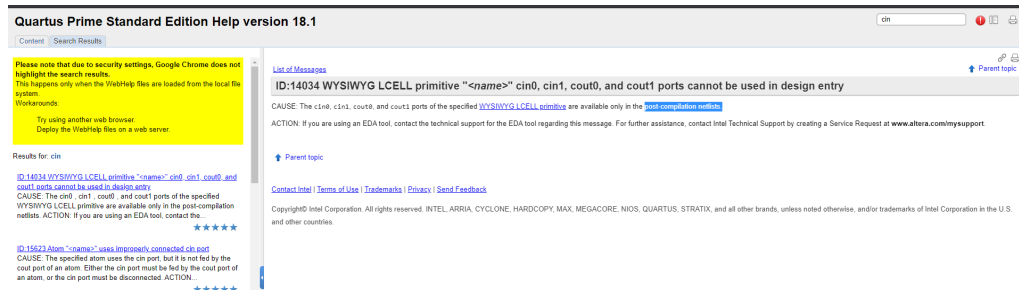 Quartus Prime Standard Edition Help version 18.1
cin
Content
Search Results
Please note that due to security settings, Google Chrome does not
highlight the search results.
This happens only when the WebHelp files are loaded from the local file
system.
Workarounds:
Try using another web browser.
Deploy the WebHelp files on a web server.
Results for: cin
ID:14034 WYSIWYG LCELL primitive "<name>" cin0, cin1, cout0, and
cout1 ports cannot be used in design entry
CAUSE: The cin0 , cin1 , cout0 , and cout1 ports of the specified
WYSIWYG LCELL primitive are available only in the post-compilation
netlists. ACTION: If you are using an EDA tool, contact the...
ID:15623 Atom "<name>" uses improperly connected cin port
CAUSE: The specified atom uses the cin port, but it is not fed by the
cout port of an atom. Either the cin port must be fed by the cout port of
an atom, or the cin port must be disconnected. ACTION...
List of Messages
Parent topic
ID:14034 WYSIWYG LCELL primitive "<name>" cin0, cin1, cout0, and cout1 ports cannot be used in design entry
CAUSE: The cin0, cin1, cout0, and cout1 ports of the specified WYSIWYG LCELL primitive are available only in the post-compilation netlists.
ACTION: If you are using an EDA tool, contact the technical support for the EDA tool regarding this message. For further assistance, contact Intel Technical Support by creating a Service Request at www.altera.com/mysupport.
Parent topic
Contact Intel | Terms of Use | Trademarks | Privacy | Send Feedback
Copyright© Intel Corporation. All rights reserved. INTEL, ARRIA, CYCLONE, HARDCOPY, MAX, MEGACORE, NIOS, QUARTUS, STRATIX, and all other brands, unless noted otherwise, and/or trademarks of Intel Corporation in the U.S.
and other countries.